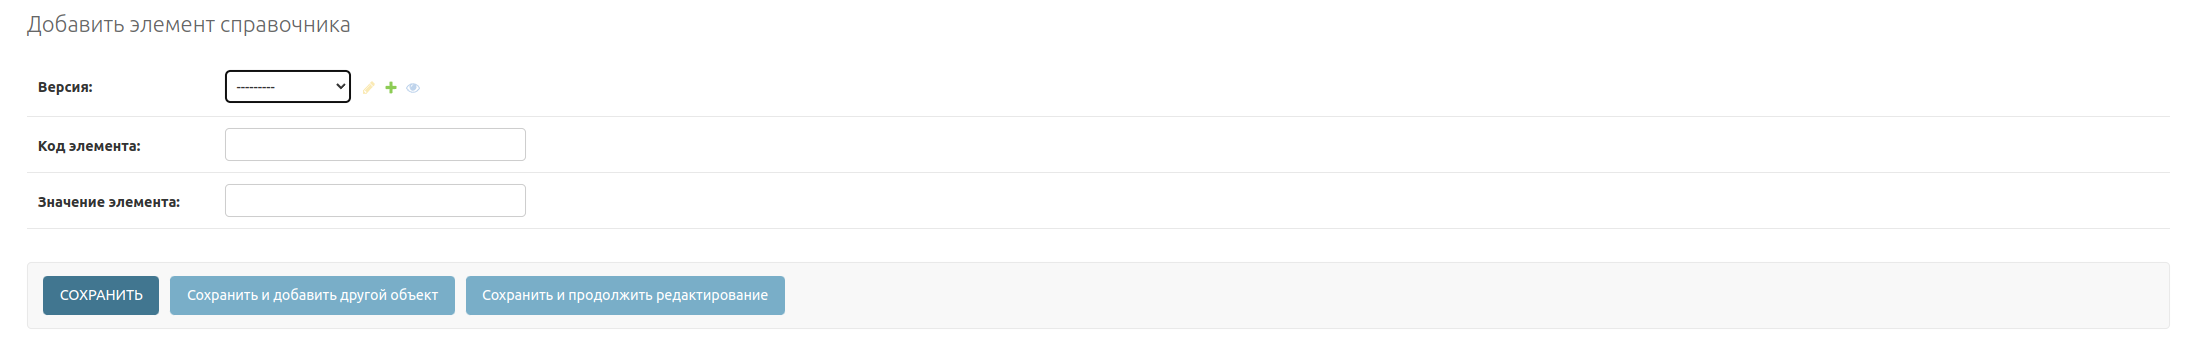 Добавить элемент справочника
Версия: ---------
Код элемента:
Значение элемента:
СОХРАНИТЬ Сохранить и добавить другой объект Сохранить и продолжить редактирование